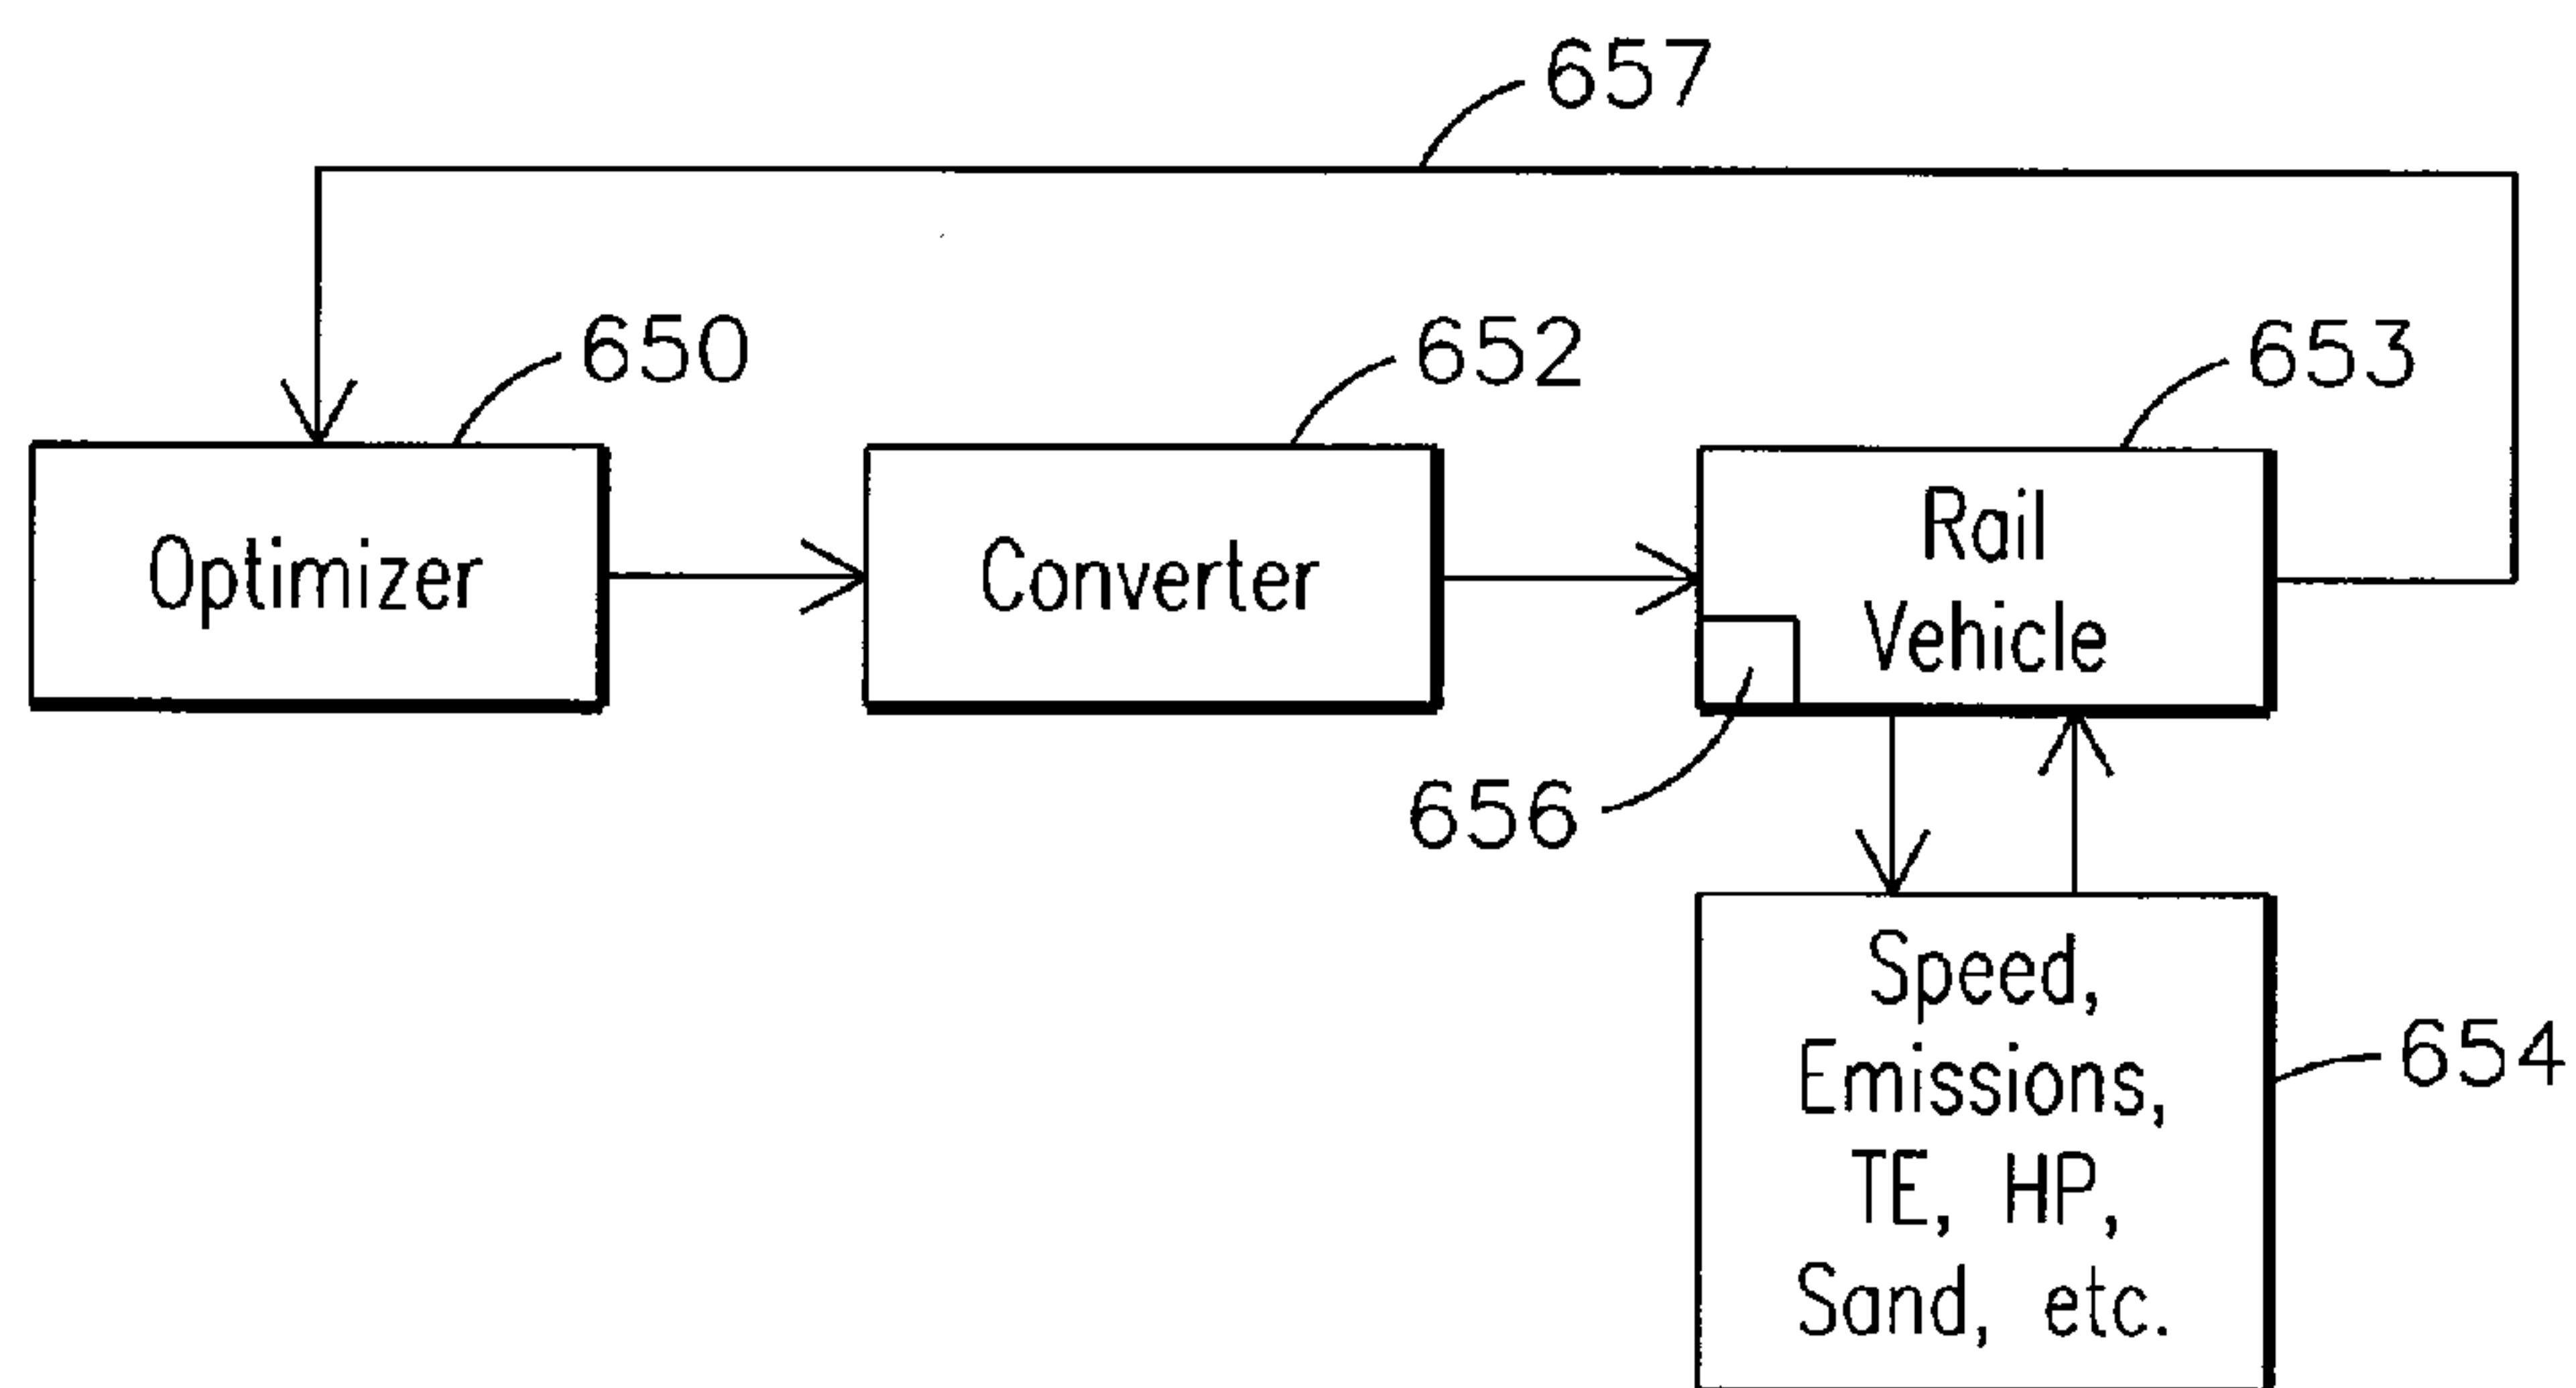 657
650
652
653
Optimizer
Converter
Rail
Vehicle
656
Speed,
Emissions,
TE, HP,
Sand, etc.
654